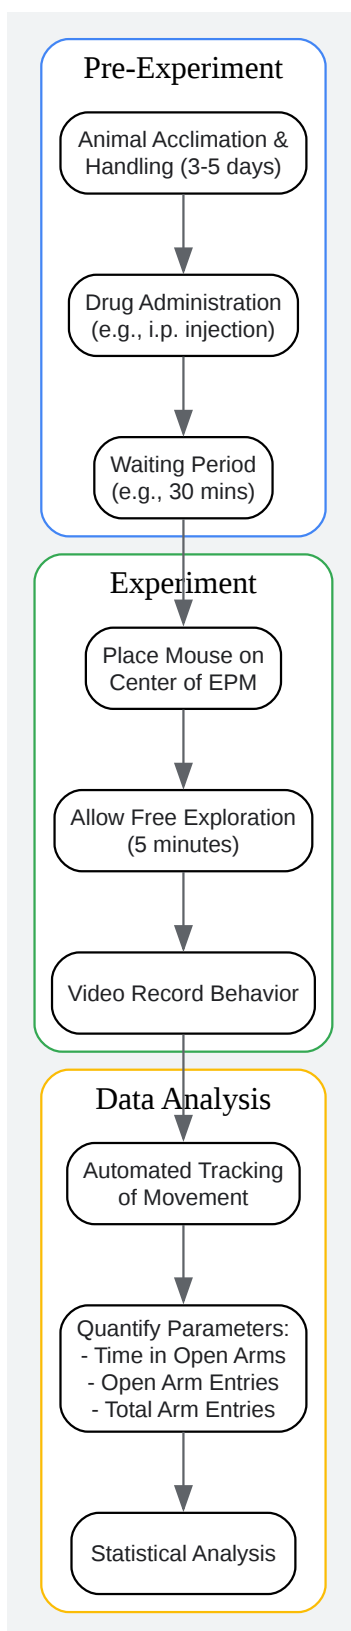 Pre-Experiment
Animal Acclimation &
Handling (3-5 days)
Drug Administration
(e.g., i.p. injection)
Waiting Period
(e.g., 30 mins)
Experiment
Place Mouse on
Center of EPM
Allow Free Exploration
(5 minutes)
Video Record Behavior
Data Analysis
Automated Tracking
of Movement
Quantify Parameters:
- Time in Open Arms
- Open Arm Entries
- Total Arm Entries
Statistical Analysis